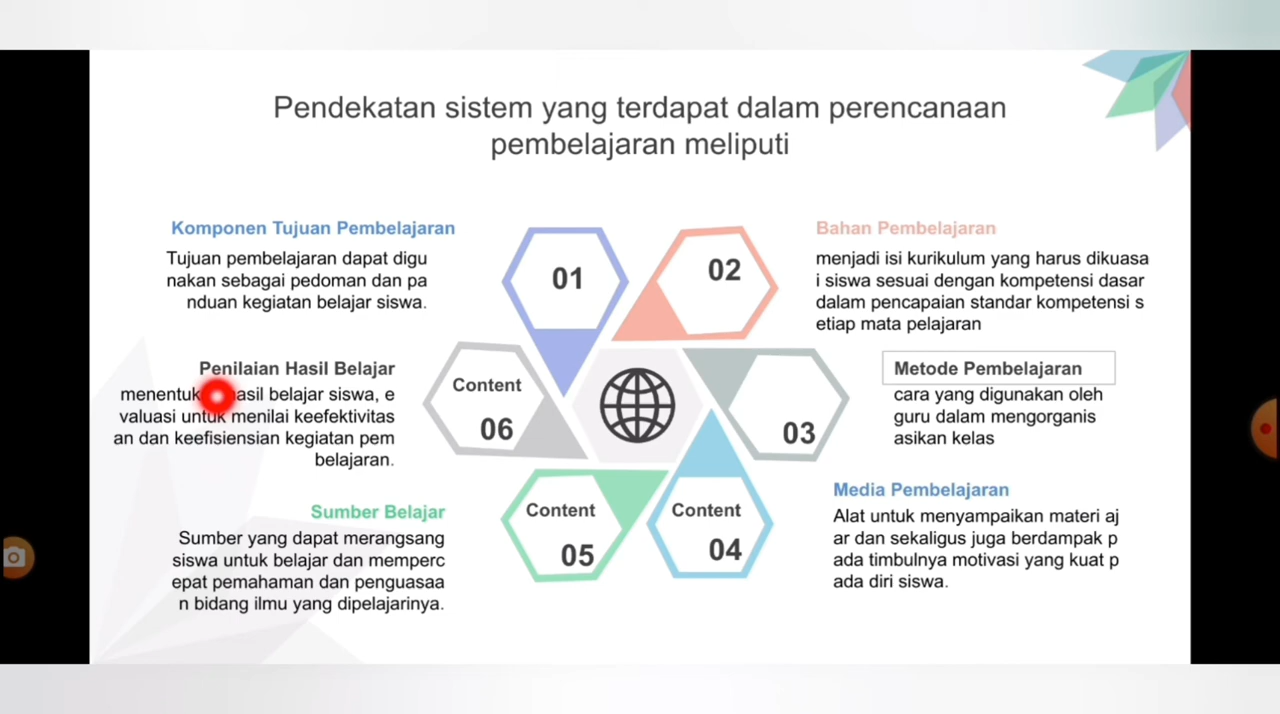 Pendekatan sistem yang terdapat dalam perencanaan
pembelajaran meliputi
Komponen Tujuan Pembelajaran
Tujuan pembelajaran dapat digu
nakan sebagai pedoman dan pa
nduan kegiatan belajar siswa.
01
02
Bahan Pembelajaran
menjadi isi kurikulum yang harus dikuasa
i siswa sesuai dengan kompetensi dasar
dalam pencapaian standar kompetensi s
etiap mata pelajaran
Penilaian Hasil Belajar
menentuk hasil belajar siswa, e
valuasi untuk menilai keefektivitas
an dan keefisiensian kegiatan pem
belajaran.
Content
06
03
Metode Pembelajaran
cara yang digunakan oleh
guru dalam mengorganis
asikan kelas
Sumber Belajar
Sumber yang dapat merangsang
siswa untuk belajar dan memperc
epat pemahaman dan penguasaa
n bidang ilmu yang dipelajarinya.
Content
05
Content
04
Media Pembelajaran
Alat untuk menyampaikan materi aj
ar dan sekaligus juga berdampak p
ada timbulnya motivasi yang kuat p
ada diri siswa.